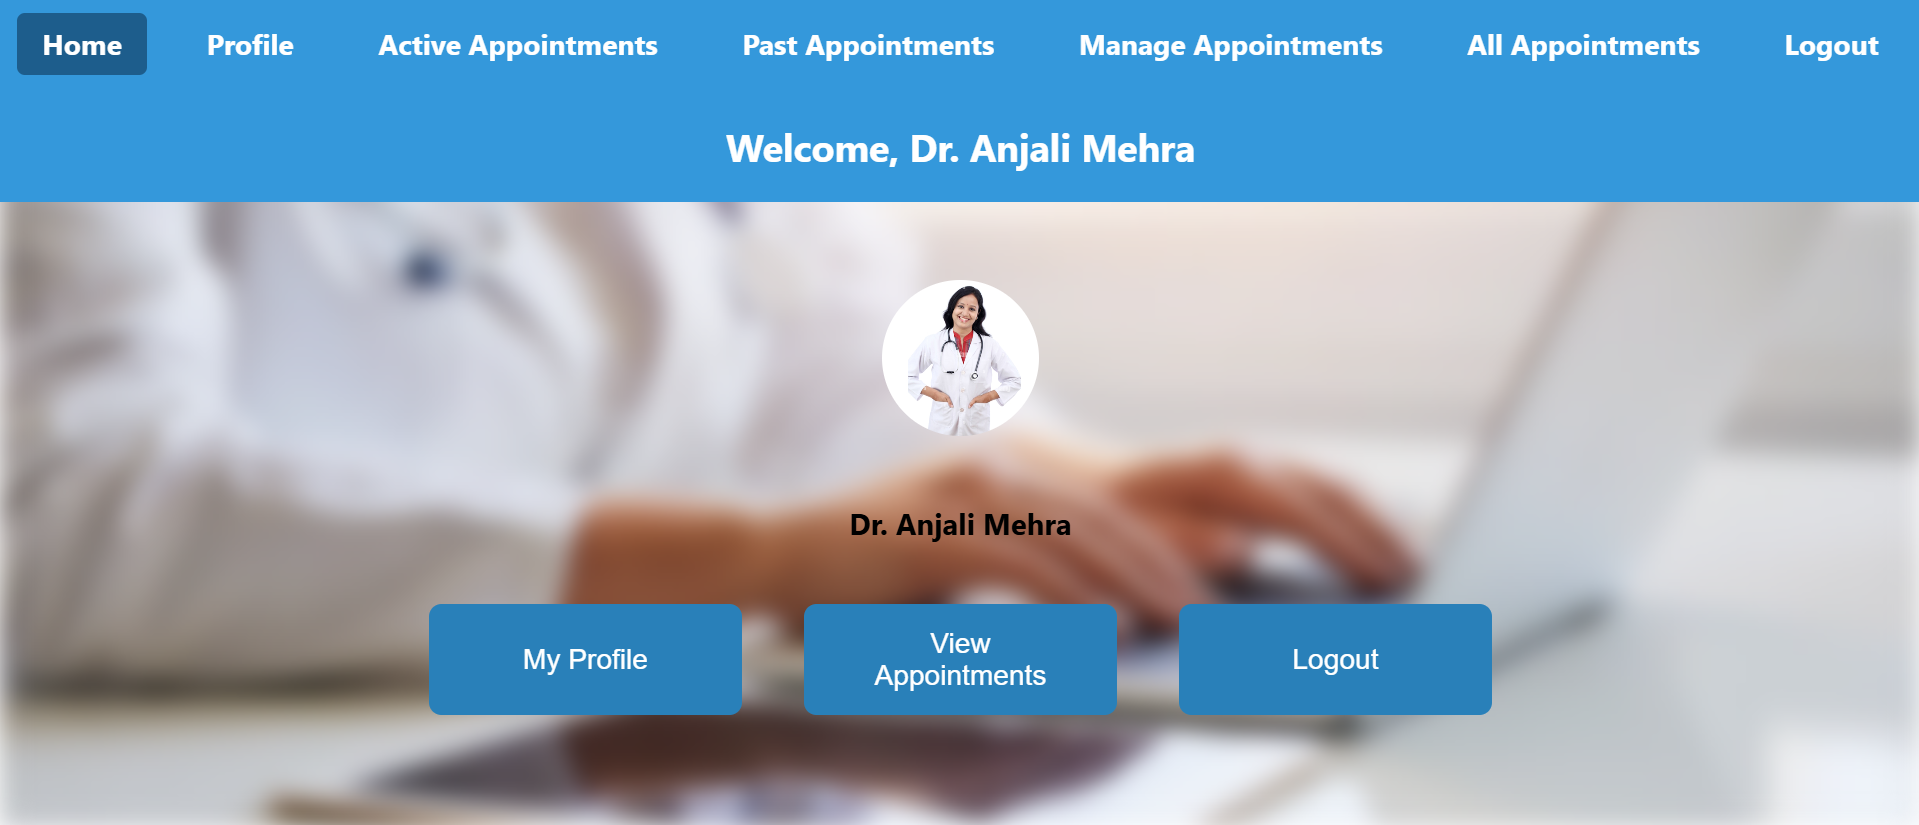 Home Profile Active Appointments Past Appointments Manage Appointments All Appointments Logout
Welcome, Dr. Anjali Mehra
Dr. Anjali Mehra
My Profile
View
Appointments
Logout